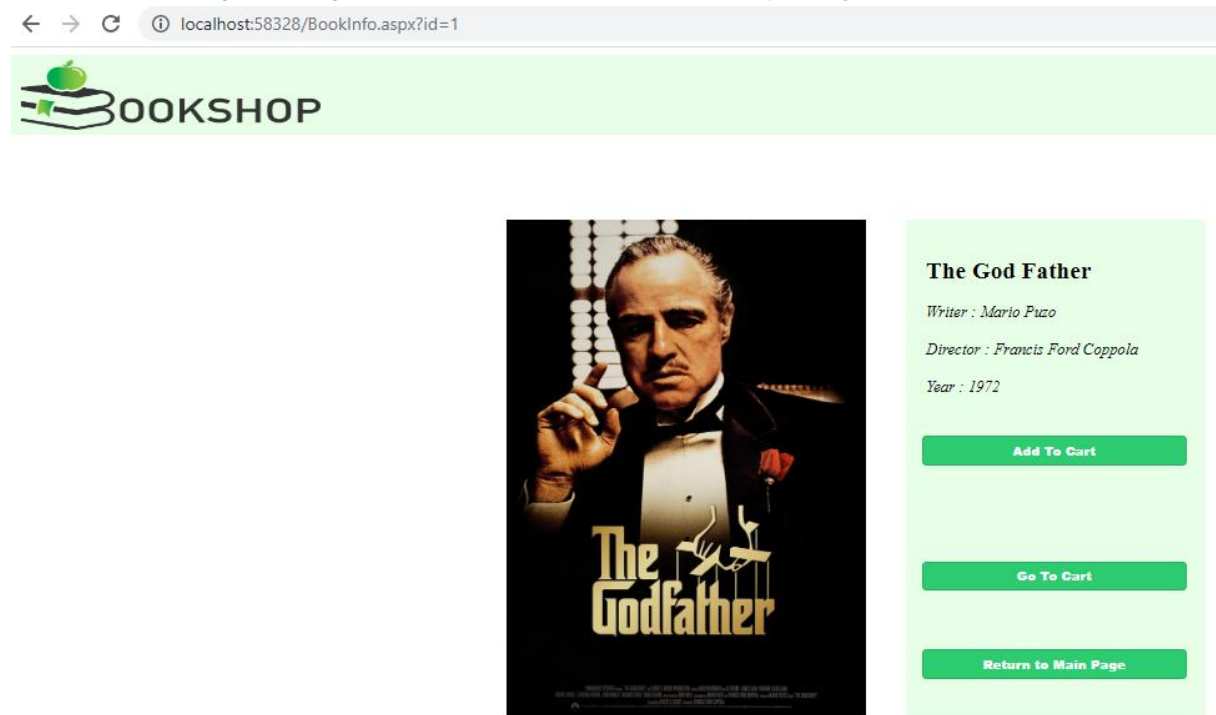 localhost:58328/BookInfo.aspx?id=1
BOOKSHOP
The God Father
Writer : Mario Puzo
Director : Francis Ford Coppola
Year : 1972
Add To Cart
Go To Cart
Return to Main Page
The
Godfather